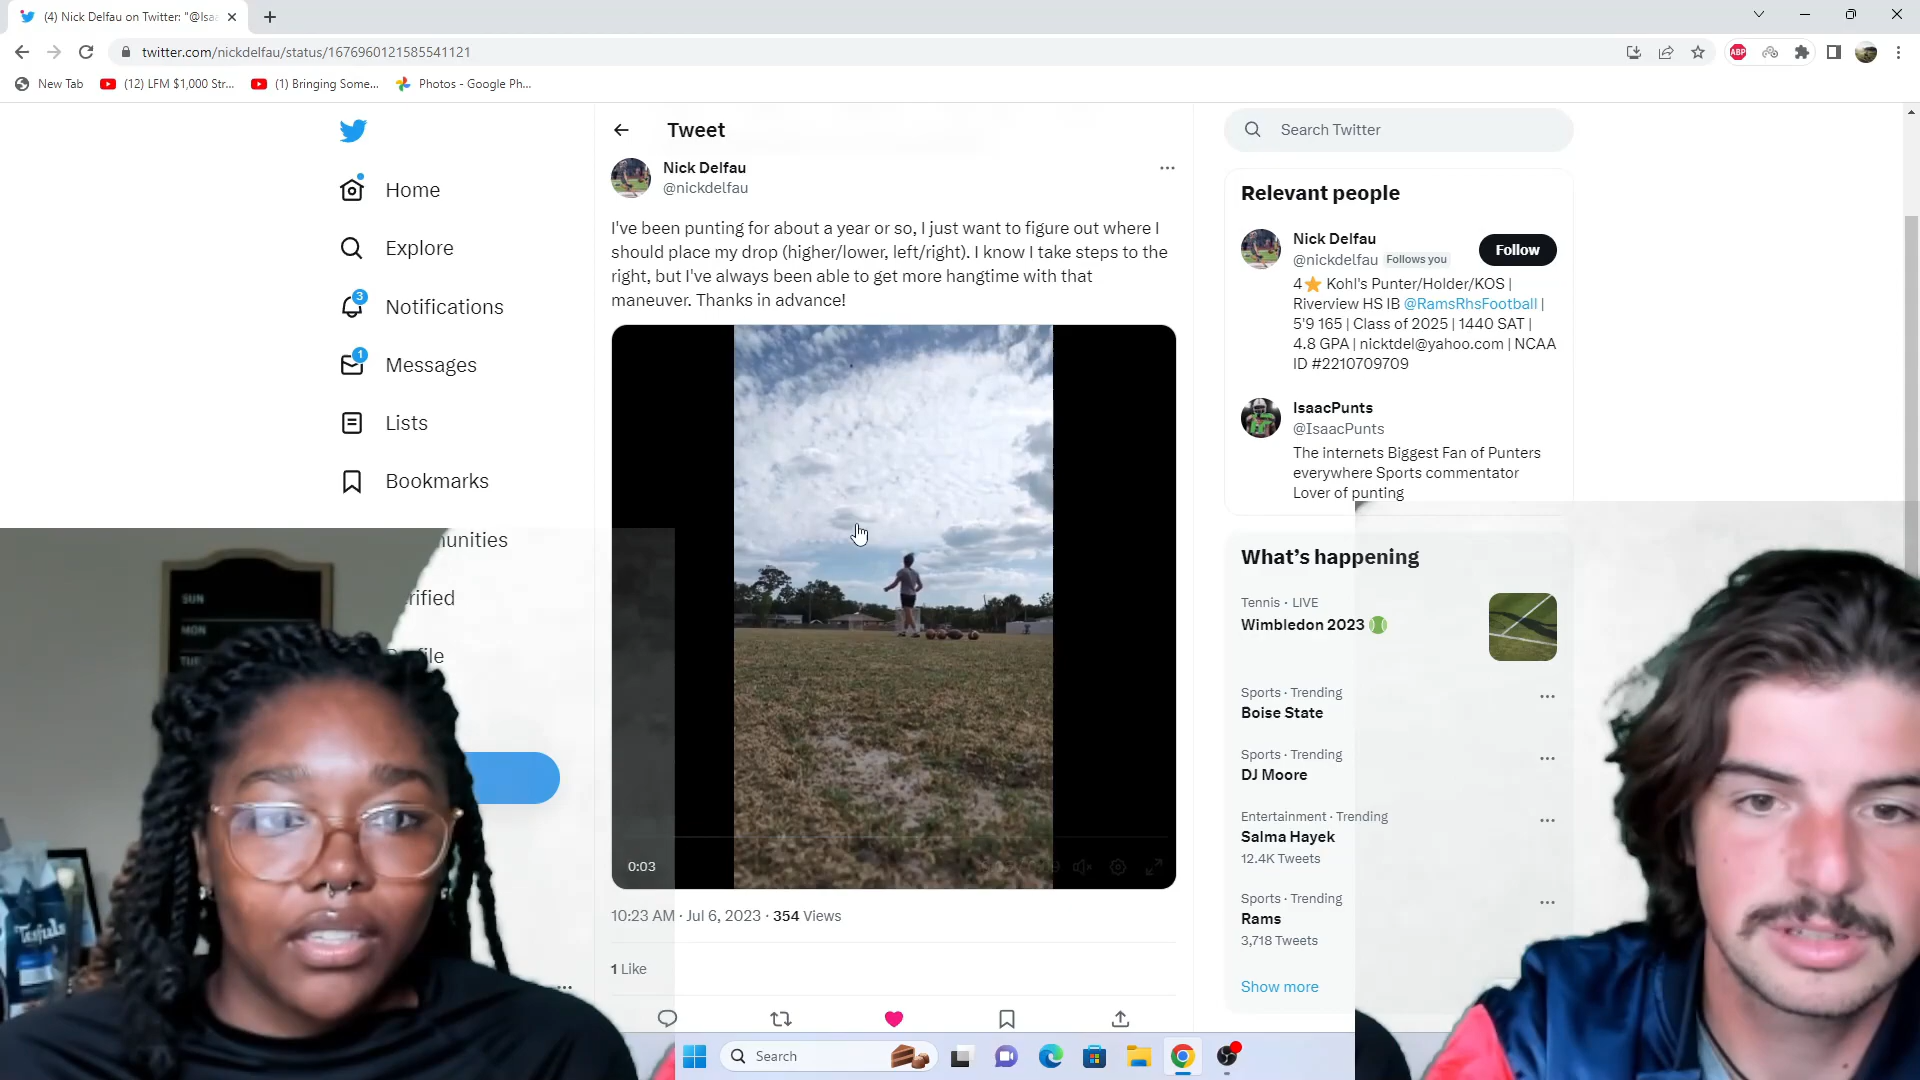 (4) Nick Delfau on Twitter: "@Isaa
twitter.com/nickdelfau/status/1676960121585541121
ABP
New Tab
(12) LFM $1,000 Str...
(1) Bringing Some...
Photos - Google Ph...
Home
Explore
3
Notifications
1
Messages
Lists
Bookmarks
unities
rified
file
SUN
MON
TUE
Tweet
Nick Delfau
@nickdelfau
I've been punting for about a year or so, I just want to figure out where I
should place my drop (higher/lower, left/right). I know I take steps to the
right, but I've always been able to get more hangtime with that
maneuver. Thanks in advance!
0:03
10:23 AM · Jul 6, 2023 · 354 Views
1 Like
Search Twitter
Relevant people
Nick Delfau
@nickdelfau Follows you
Follow
4⭐ Kohl's Punter/Holder/KOS |
Riverview HS IB @RamsRhsFootball |
5'9 165 | Class of 2025 | 1440 SAT |
4.8 GPA | nicktdel@yahoo.com | NCAA
ID #2210709709
IsaacPunts
@IsaacPunts
The internets Biggest Fan of Punters
everywhere Sports commentator
Lover of punting
What's happening
Tennis · LIVE
Wimbledon 2023
Sports · Trending
Boise State
Sports · Trending
DJ Moore
Entertainment · Trending
Salma Hayek
12.4K Tweets
Sports · Trending
Rams
3,718 Tweets
Show more
Search